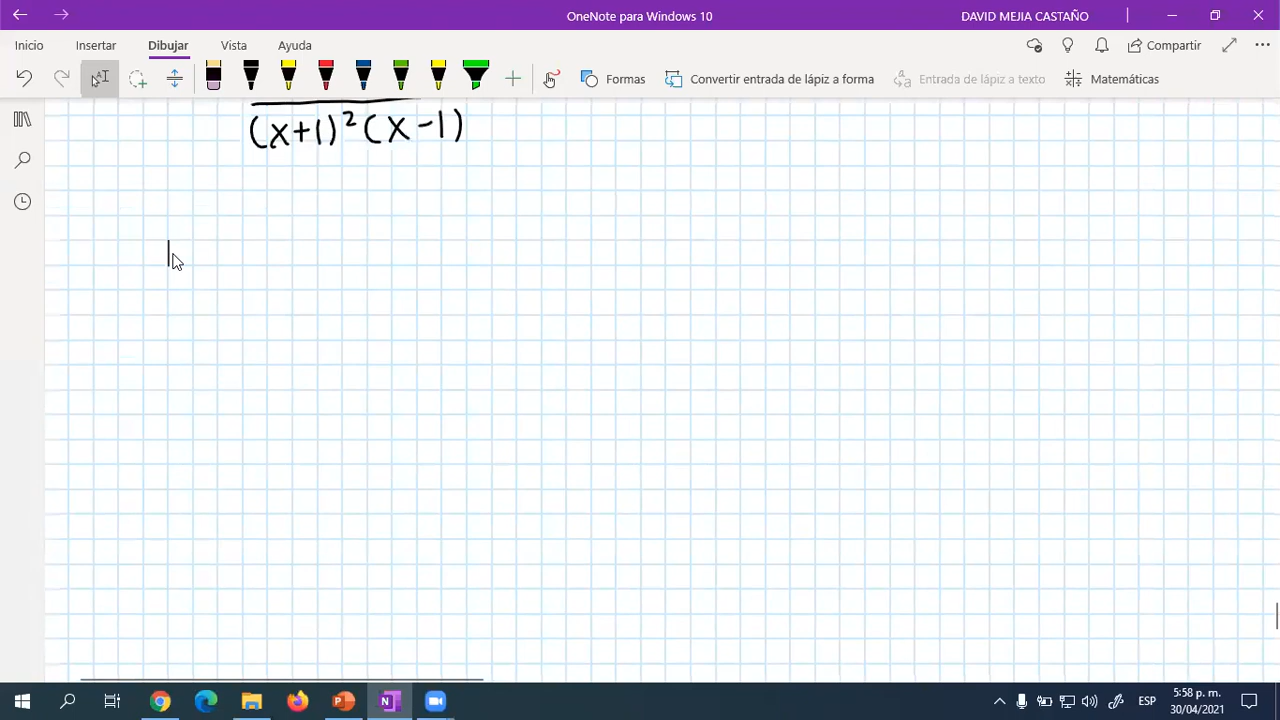 OneNote para Windows 10
DAVID MEJIA CASTAÑO
Inicio Insertar Dibujar Vista Ayuda
Compartir
Formas
Convertir entrada de lápiz a forma
Entrada de lápiz a texto
Matemáticas
(x+1)²(x-1)
ESP
5:58 p. m.
30/04/2021